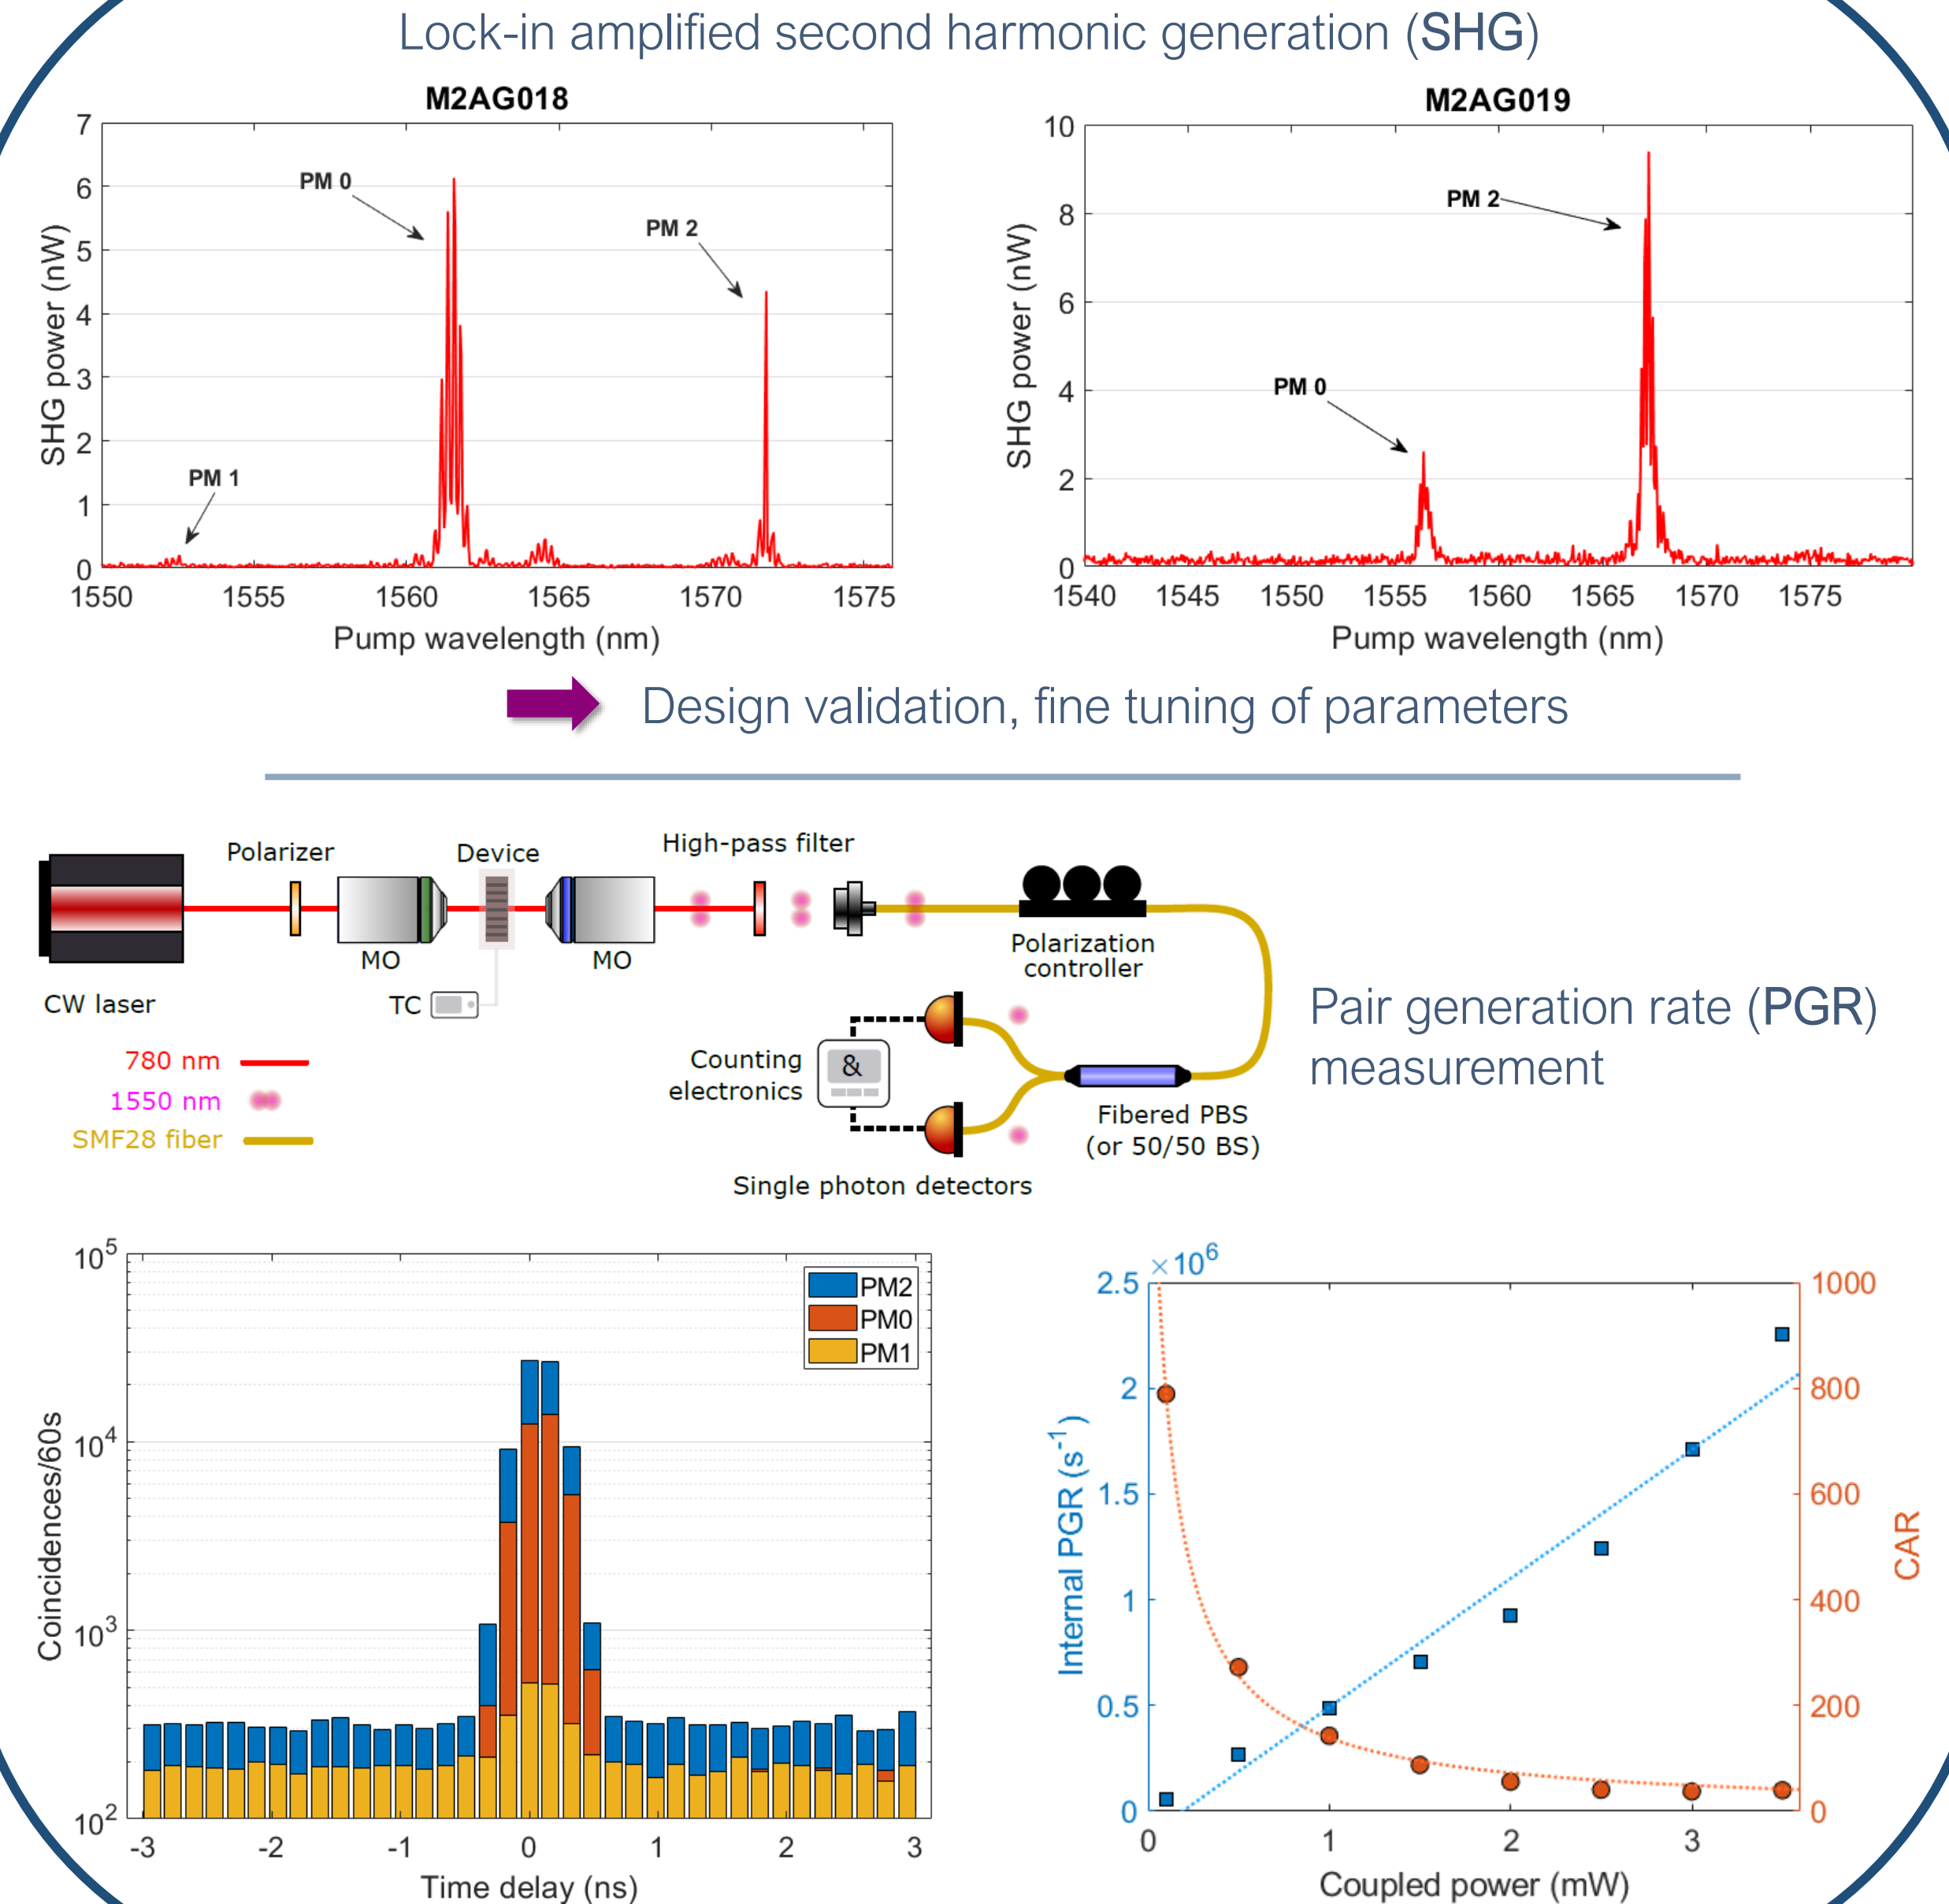 Lock-in amplified second harmonic generation (SHG)
M2AG018
7
6
5
4
3
2
1
0
SHG power (nW)
PM 0
PM 2
PM 1
1550 1555 1560 1565 1570 1575
Pump wavelength (nm)
M2AG019
10
8
6
4
2
0
SHG power (nW)
PM 2
PM 0
1540 1545 1550 1555 1560 1565 1570 1575
Pump wavelength (nm)
Design validation, fine tuning of parameters
Polarizer
Device
High-pass filter
MO
MO
CW laser
TC
Polarization
controller
780 nm
1550 nm
SMF28 fiber
Counting
electronics
&
Fibered PBS
(or 50/50 BS)
Single photon detectors
Pair generation rate (PGR)
measurement
10^5
10^4
10^3
10^2
Coincidences/60s
PM2
PM0
PM1
-3 -2 -1 0 1 2 3
Time delay (ns)
×10^6
2.5
2
1.5
1
0.5
0
Internal PGR (s^-1)
1000
800
600
400
200
0
CAR
0 1 2 3
Coupled power (mW)